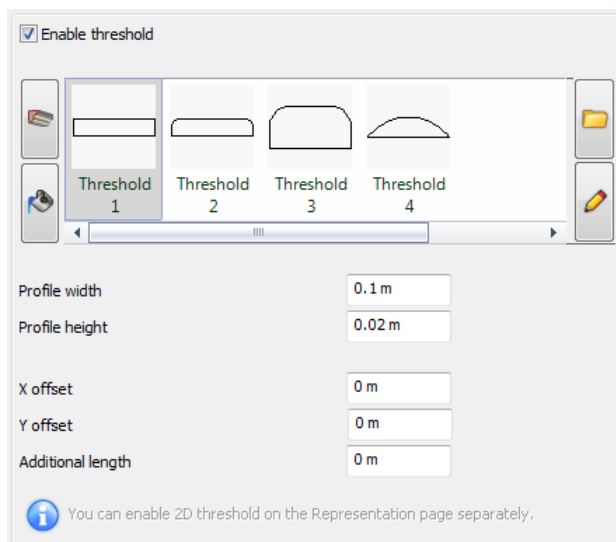 Enable threshold
Threshold 1
Threshold 2
Threshold 3
Threshold 4
Profile width 0.1 m
Profile height 0.02 m
X offset 0 m
Y offset 0 m
Additional length 0 m
You can enable 2D threshold on the Representation page separately.